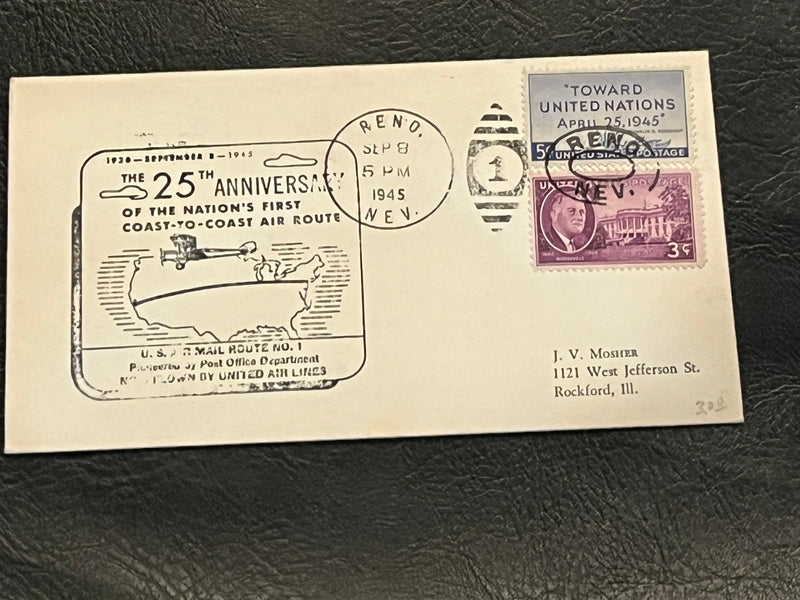 1920—SEPTEMBER 8—1945
THE 25TH ANNIVERSARY
OF THE NATION'S FIRST
COAST-TO-COAST AIR ROUTE
U. S. AIR MAIL ROUTE NO. 1
Pioneered by Post Office Department
NOW FLOWN BY UNITED AIR LINES
RENO,
SEP 8
5 PM
1945
NEV.
1
"TOWARD
UNITED NATIONS
APRIL 25, 1945"
5¢ UNITED STATES POSTAGE
RENO
NEV.
POSTAGE
3¢
J. V. MOSHER
1121 West Jefferson St.
Rockford, Ill.
300